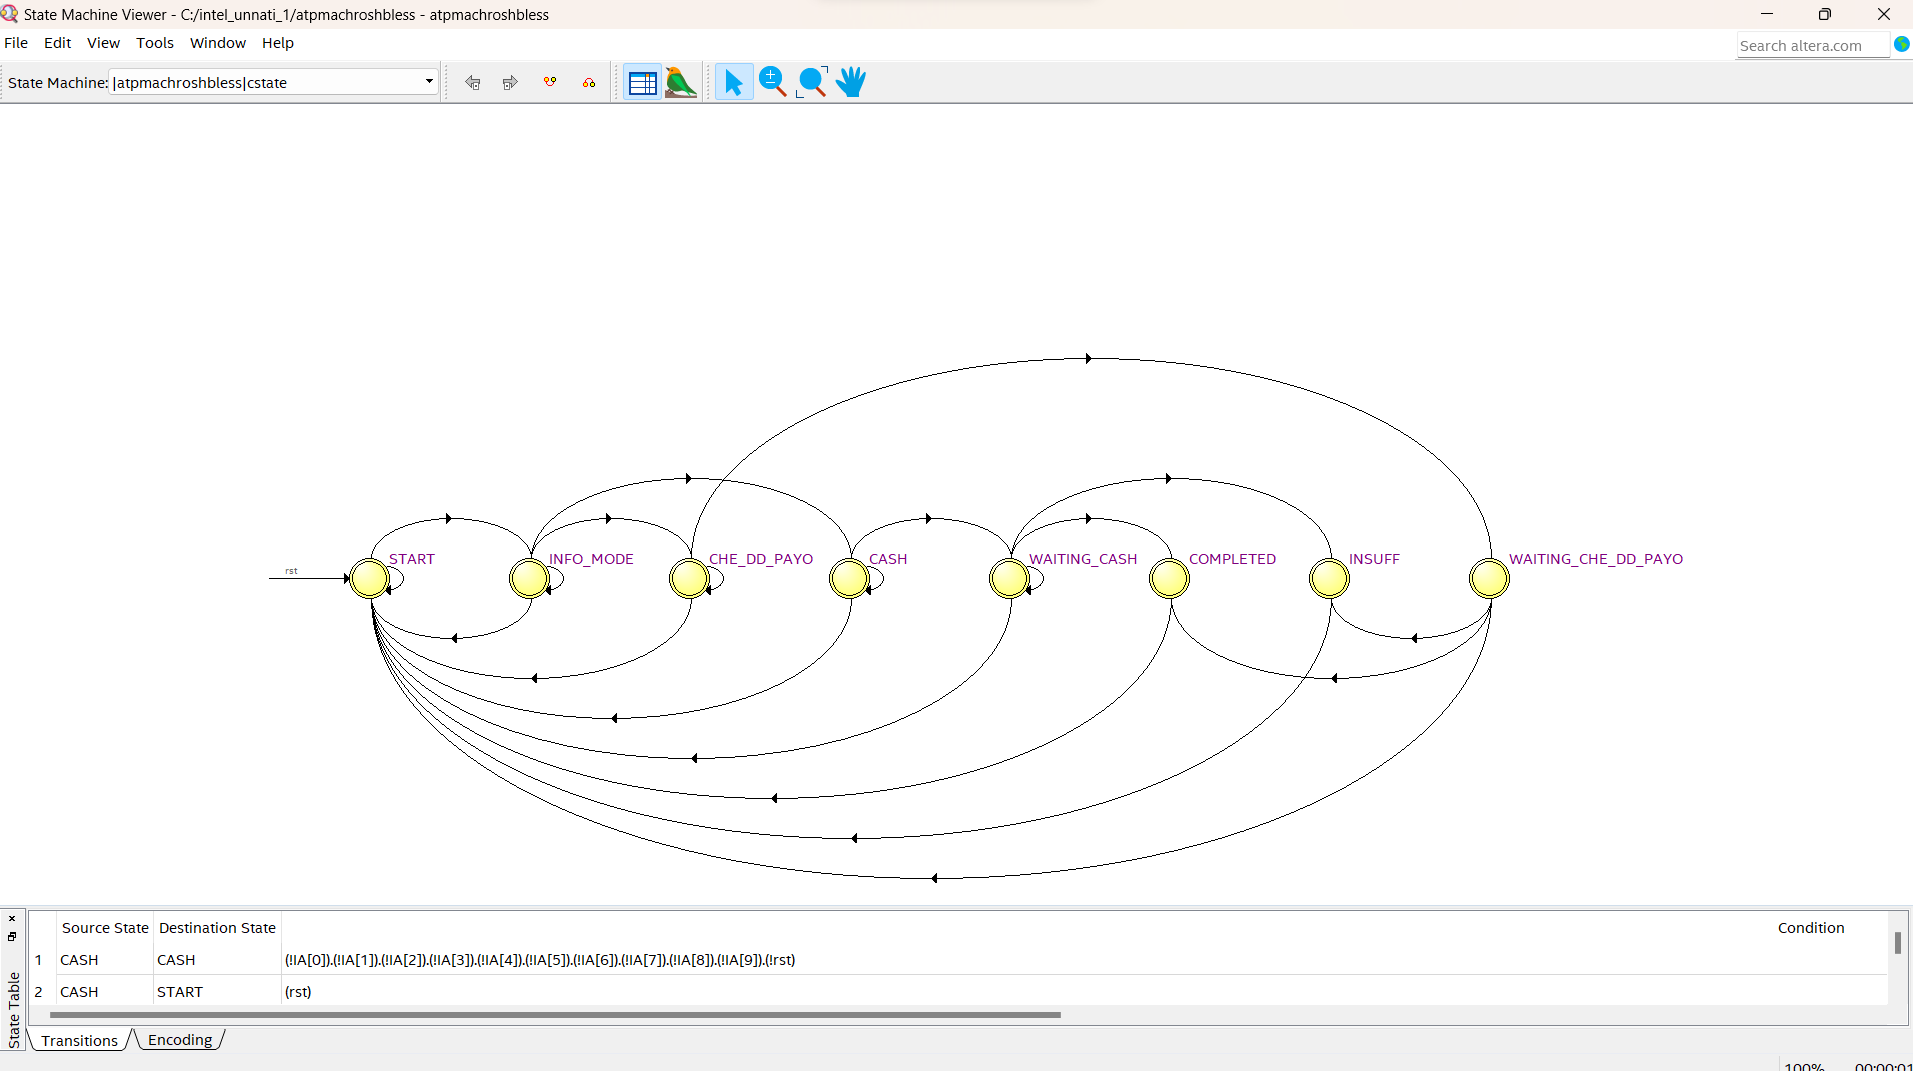 State Machine Viewer - C:/intel_unnati_1/atpmachroshbless - atpmachroshbless
File Edit View Tools Window Help
Search altera.com
State Machine: |atpmachroshbless|cstate
START INFO_MODE CHE_DD_PAYO CASH WAITING_CASH COMPLETED INSUFF WAITING_CHE_DD_PAYO
rst
Source State Destination State Condition
1 CASH CASH (!IA[0]).(!IA[1]).(!IA[2]).(!IA[3]).(!IA[4]).(!IA[5]).(!IA[6]).(!IA[7]).(!IA[8]).(!IA[9]).(!rst)
2 CASH START (rst)
State Table
Transitions Encoding
100% 00:00:01